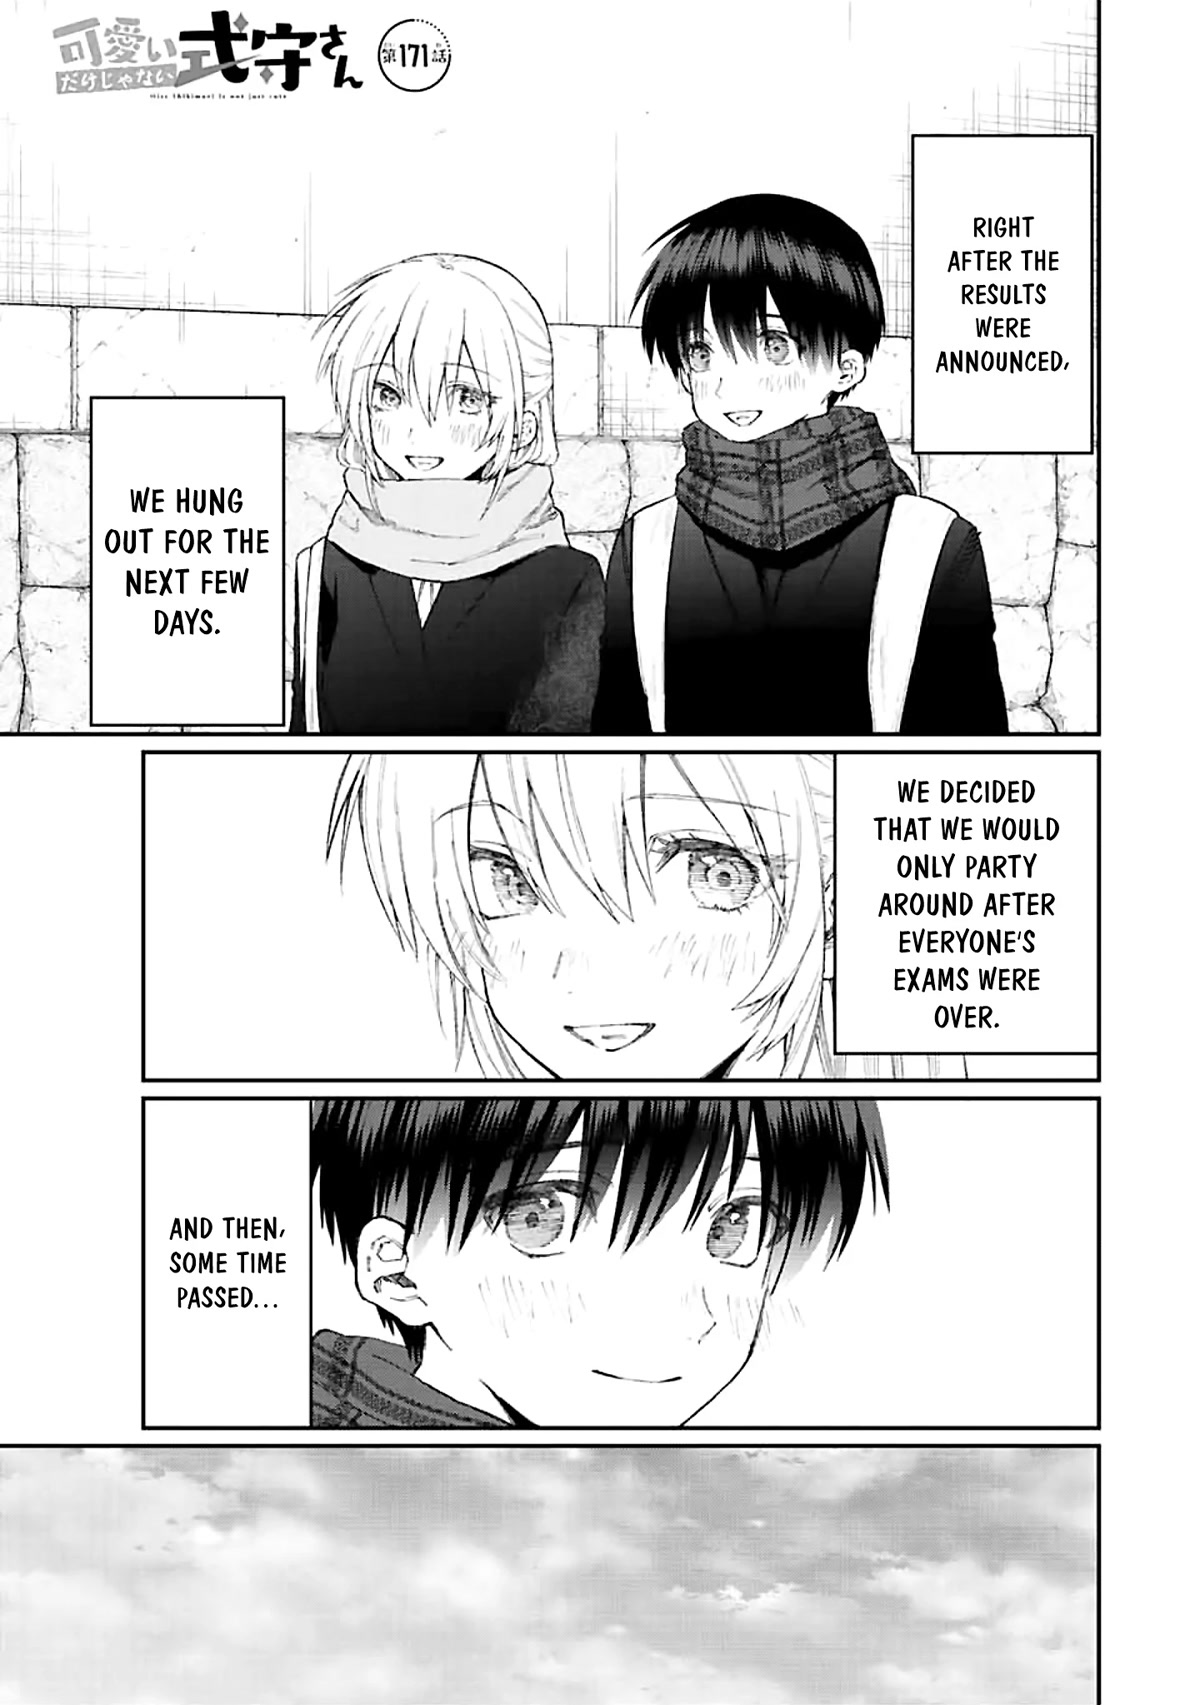 可愛い
だけじゃない
式守さん
Miss Shikimori is not just cute
第171話
RIGHT
AFTER THE
RESULTS
WERE
ANNOUNCED,
WE HUNG
OUT FOR THE
NEXT FEW
DAYS.
WE DECIDED
THAT WE WOULD
ONLY PARTY
AROUND AFTER
EVERYONE'S
EXAMS WERE
OVER.
AND THEN,
SOME TIME
PASSED...